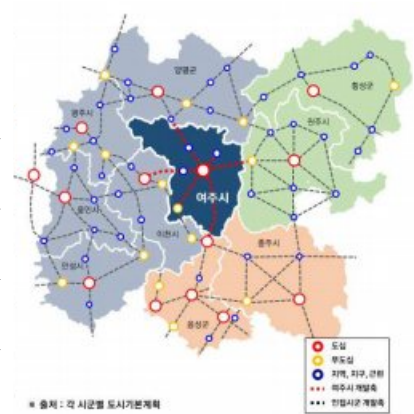 양평군
횡성군
광주시
원주시
여주시
용인시
이천시
충주시
안성시
음성군
도심
부도심
지역, 지구, 근린
여주시 개발축
인접시군 개발축
※ 출처 : 각 시군별 도시기본계획